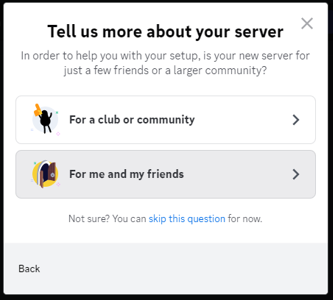 Tell us more about your server
In order to help you with your setup, is your new server for
just a few friends or a larger community?
For a club or community
For me and my friends
Not sure? You can skip this question for now.
Back